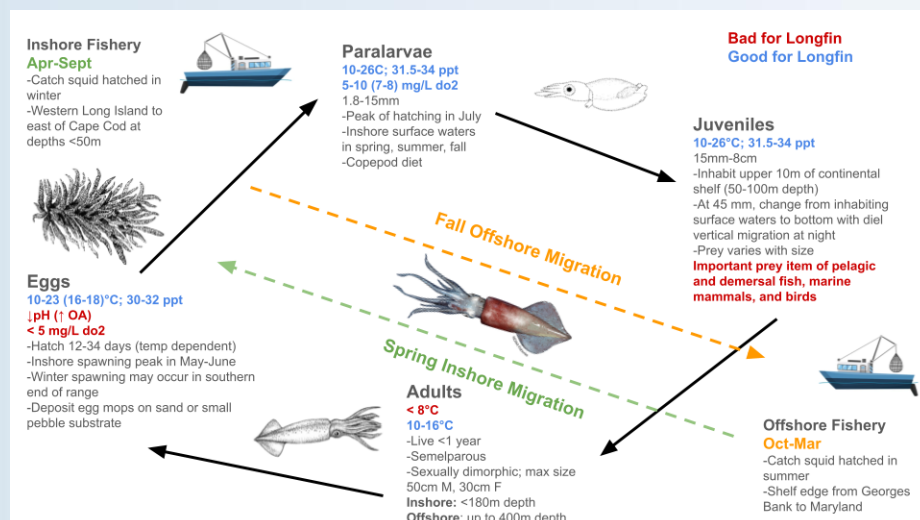 Inshore Fishery
Apr-Sept
-Catch squid hatched in
winter
-Western Long Island to
east of Cape Cod at
depths <50m
Paralarvae
10-26C; 31.5-34 ppt
5-10 (7-8) mg/L do2
1.8-15mm
-Peak of hatching in July
-Inshore surface waters
in spring, summer, fall
-Copepod diet
Bad for Longfin
Good for Longfin
Juveniles
10-26°C; 31.5-34 ppt
15mm-8cm
-Inhabit upper 10m of continental
shelf (50-100m depth)
-At 45 mm, change from inhabiting
surface waters to bottom with diel
vertical migration at night
-Prey varies with size
Important prey item of pelagic
and demersal fish, marine
mammals, and birds
Fall Offshore Migration
Spring Inshore Migration
Eggs
10-23 (16-18)°C; 30-32 ppt
↓pH (↑ OA)
< 5 mg/L do2
-Hatch 12-34 days (temp dependent)
-Inshore spawning peak in May-June
-Winter spawning may occur in southern
end of range
-Deposit egg mops on sand or small
pebble substrate
Adults
< 8°C
10-16°C
-Live <1 year
-Semelparous
-Sexually dimorphic; max size
50cm M, 30cm F
Inshore: <180m depth
Offshore: up to 400m depth
Offshore Fishery
Oct-Mar
-Catch squid hatched in
summer
-Shelf edge from Georges
Bank to Maryland